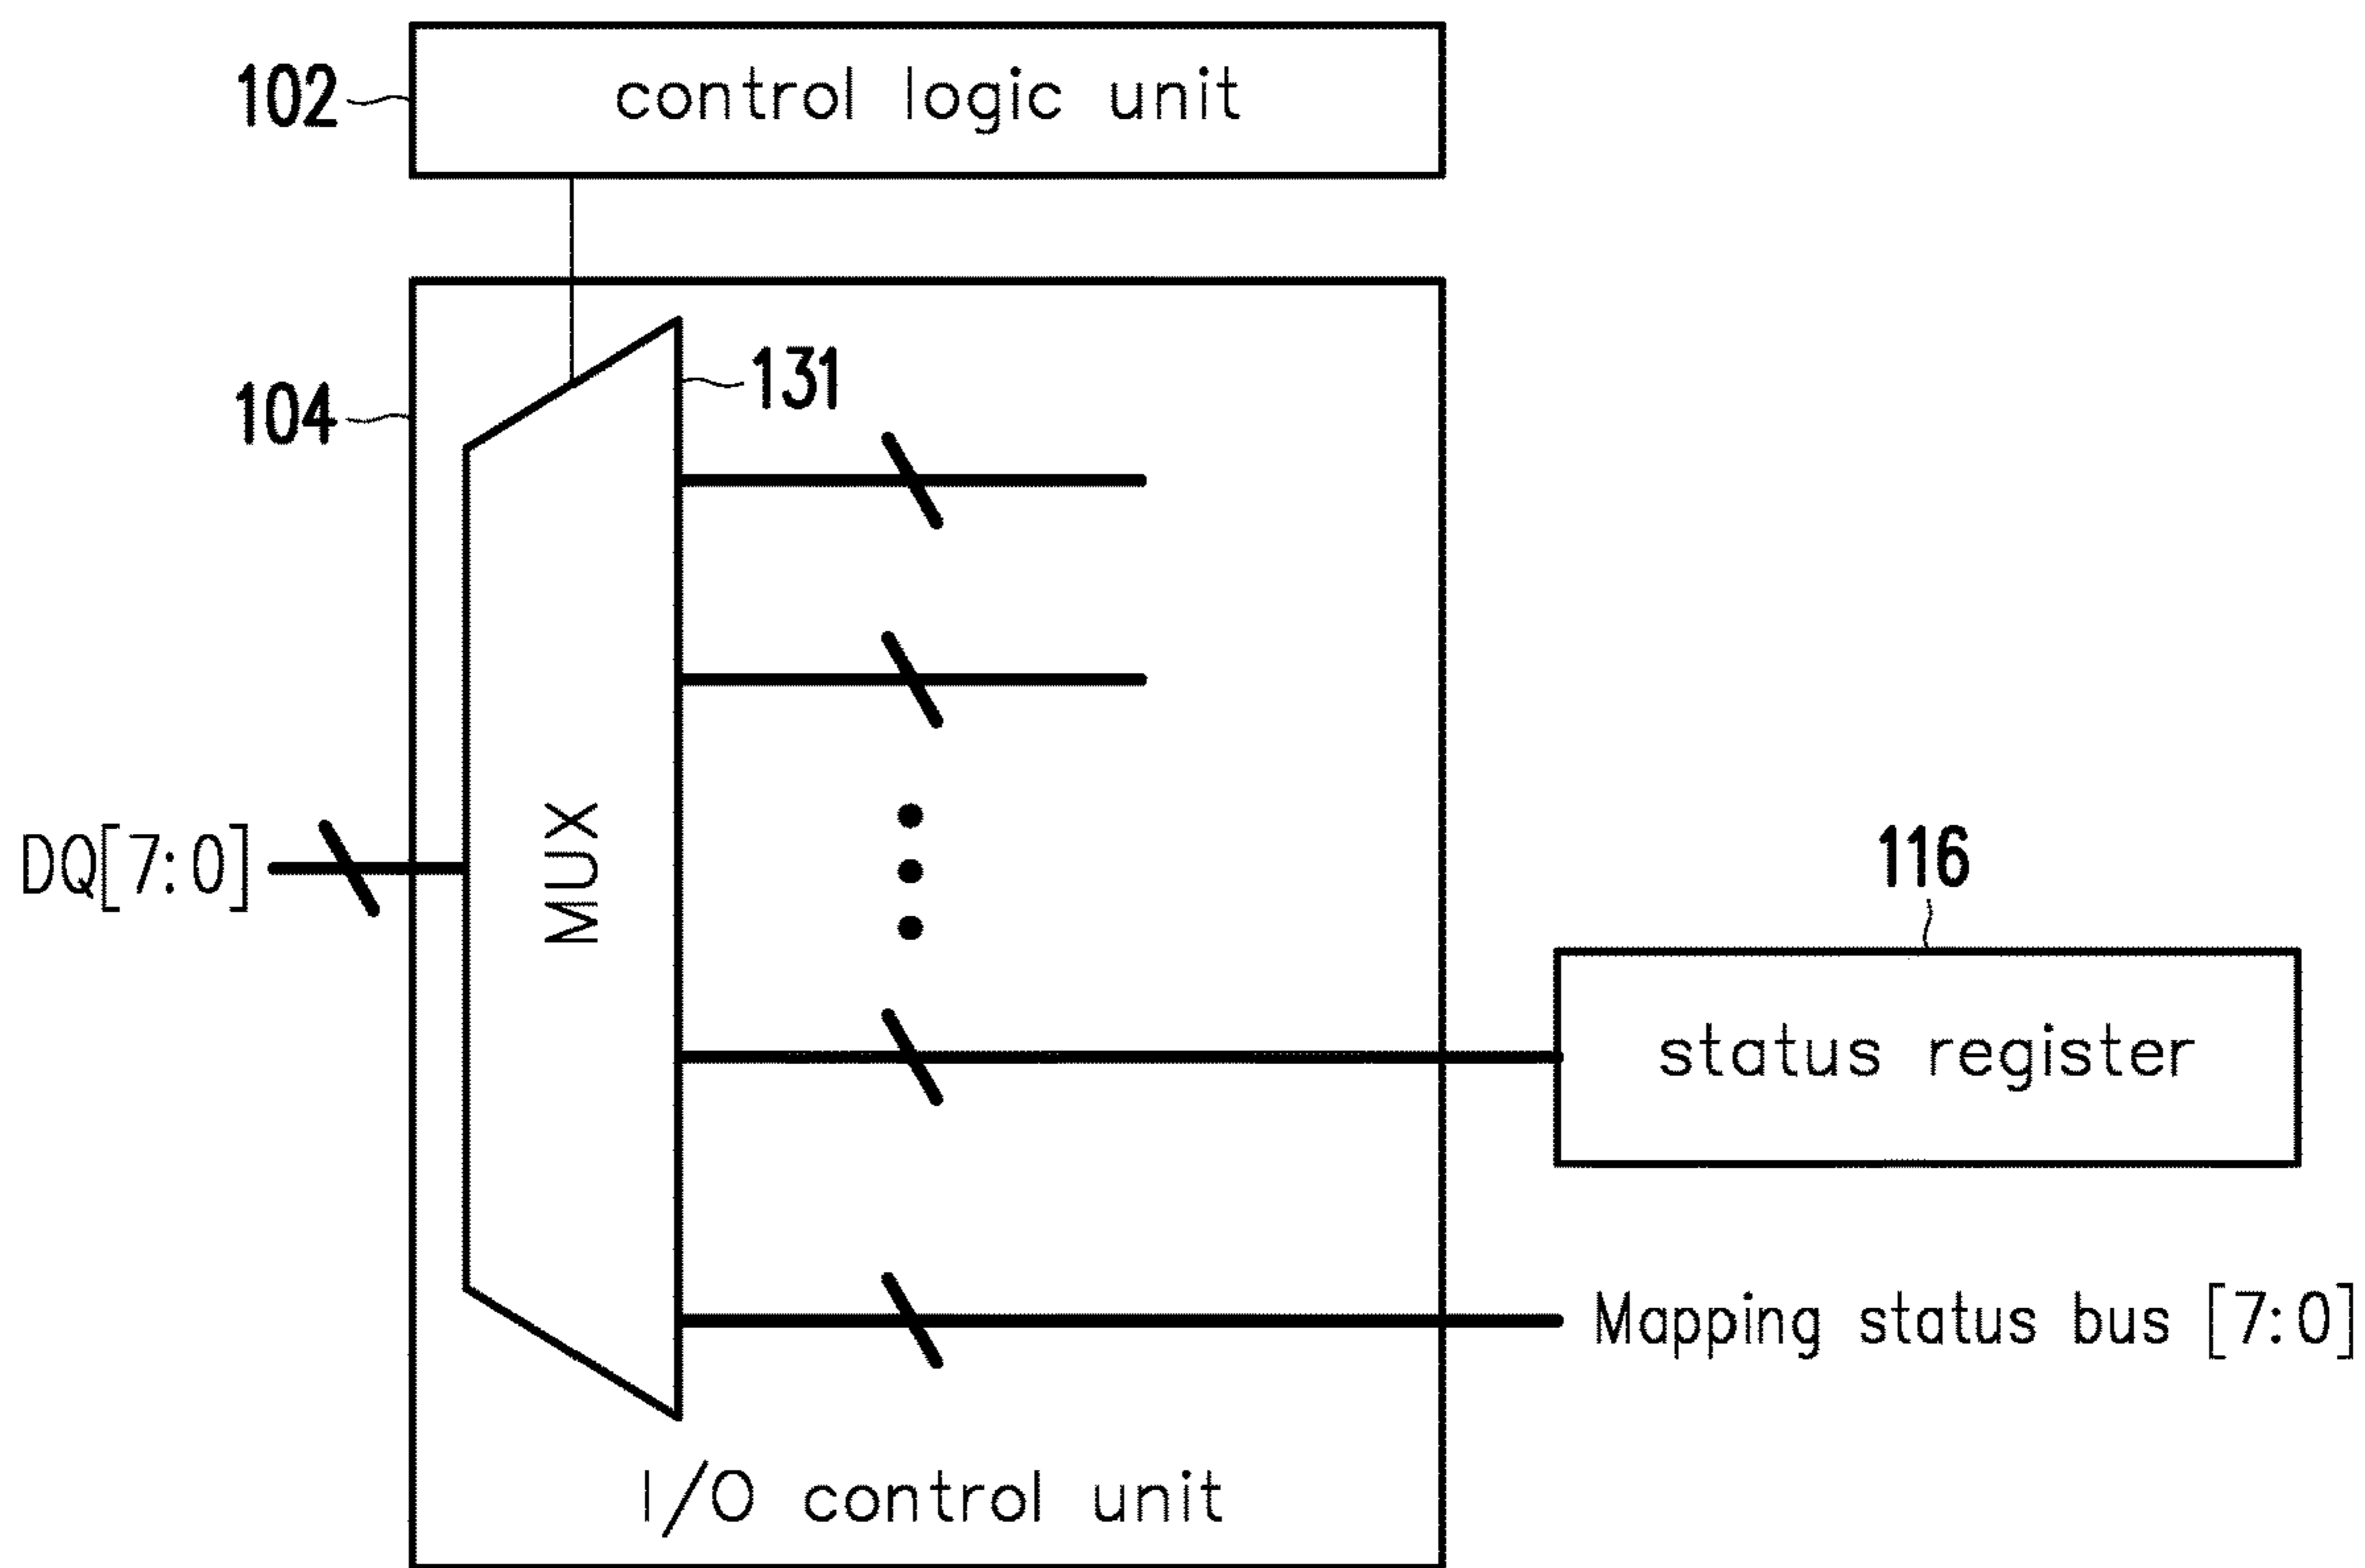 102
control logic unit
104
131
MUX
DQ[7:0]
116
status register
Mapping status bus [7:0]
I/O control unit